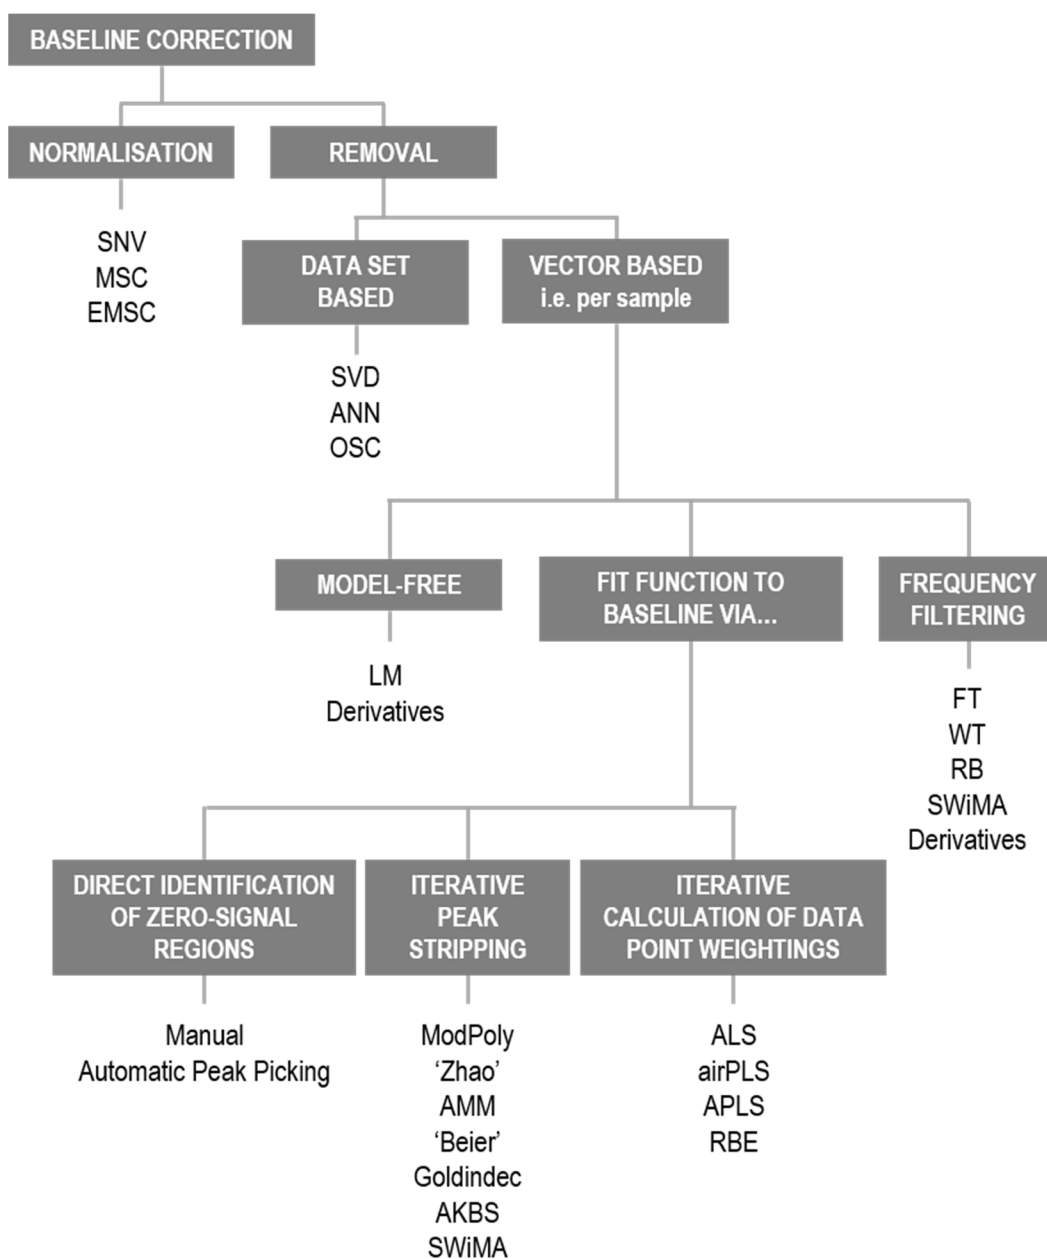 BASELINE CORRECTION
NORMALISATION
REMOVAL
SNV
MSC
EMSC
DATA SET
BASED
VECTOR BASED
i.e. per sample
SVD
ANN
OSC
MODEL-FREE
FIT FUNCTION TO
BASELINE VIA...
FREQUENCY
FILTERING
LM
Derivatives
FT
WT
RB
SWiMA
Derivatives
DIRECT IDENTIFICATION
OF ZERO-SIGNAL
REGIONS
ITERATIVE
PEAK
STRIPPING
ITERATIVE
CALCULATION OF DATA
POINT WEIGHTINGS
Manual
Automatic Peak Picking
ModPoly
‘Zhao’
AMM
‘Beier’
Goldindec
AKBS
SWiMA
ALS
airPLS
APLS
RBE